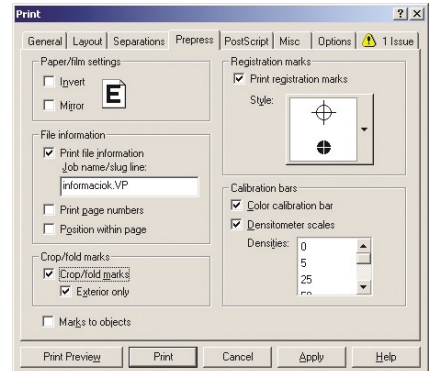 Print
General Layout Separations Prepress PostScript Misc Options 1 Issue
Paper/film settings
Invert
Mirror
E
File information
Print file information
Job name/slug line:
informaciok.VP
Print page numbers
Position within page
Crop/fold marks
Crop/fold marks
Exterior only
Marks to objects
Registration marks
Print registration marks
Style:
Calibration bars
Color calibration bar
Densitometer scales
Densities:
0
5
25
50
Print Preview Print Cancel Apply Help